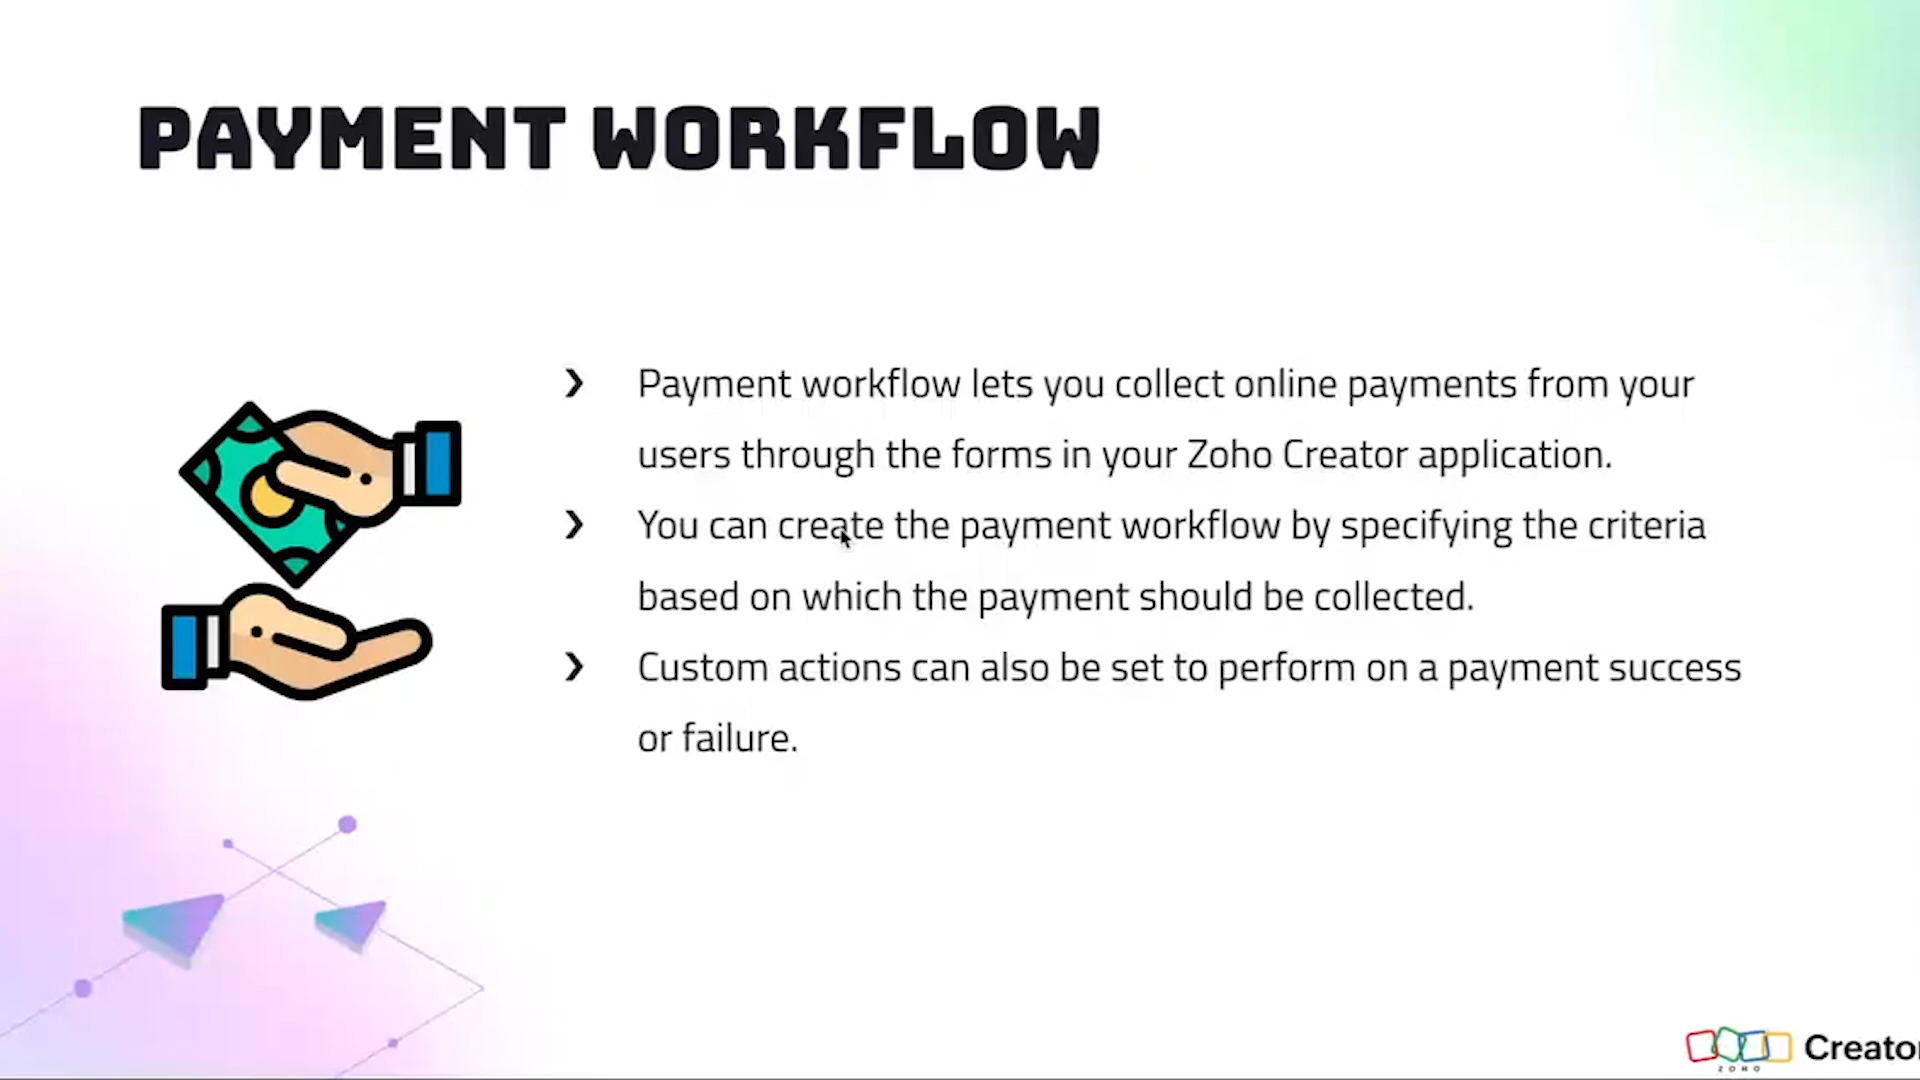 PAYMENT WORKFLOW
Payment workflow lets you collect online payments from your
users through the forms in your Zoho Creator application.
You can create the payment workflow by specifying the criteria
based on which the payment should be collected.
Custom actions can also be set to perform on a payment success
or failure.
ZOHO
Creator